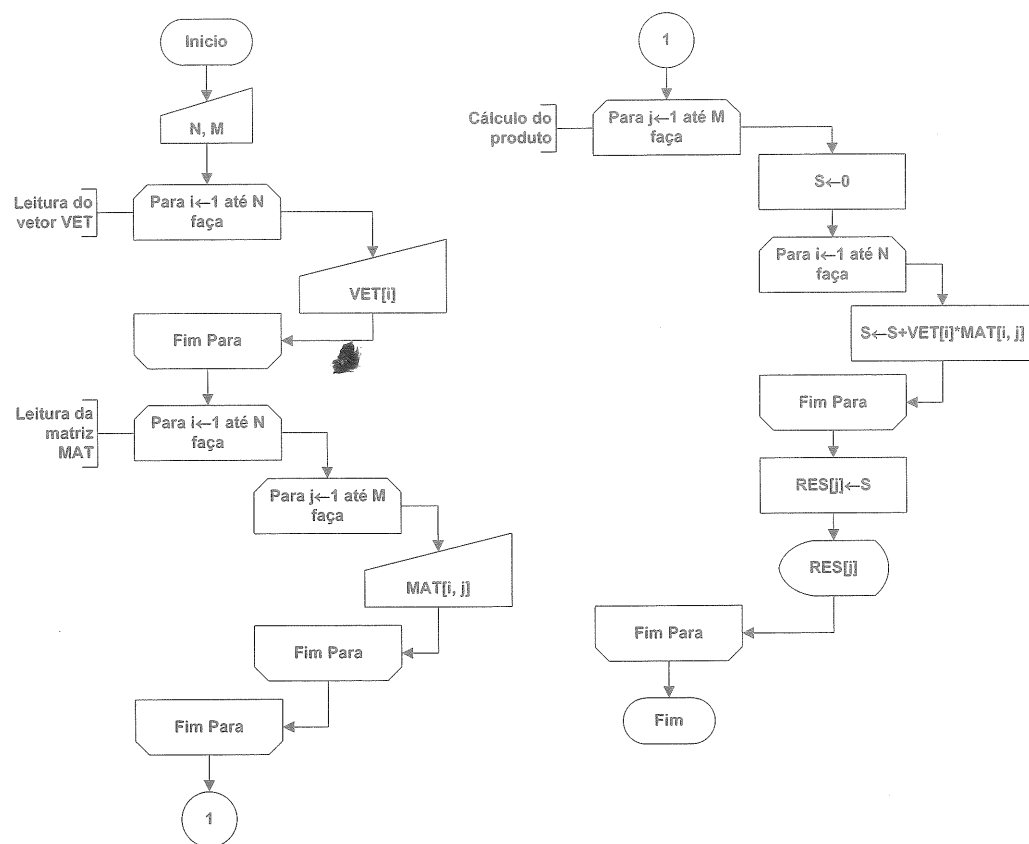 Início
N, M
Leitura do
vetor VET
Para i←1 até N
faça
VET[i]
Fim Para
Leitura da
matriz
MAT
Para i←1 até N
faça
Para j←1 até M
faça
MAT[i, j]
Fim Para
Fim Para
1
1
Cálculo do
produto
Para j←1 até M
faça
S←0
Para i←1 até N
faça
S←S+VET[i]*MAT[i, j]
Fim Para
RES[j]←S
RES[j]
Fim Para
Fim